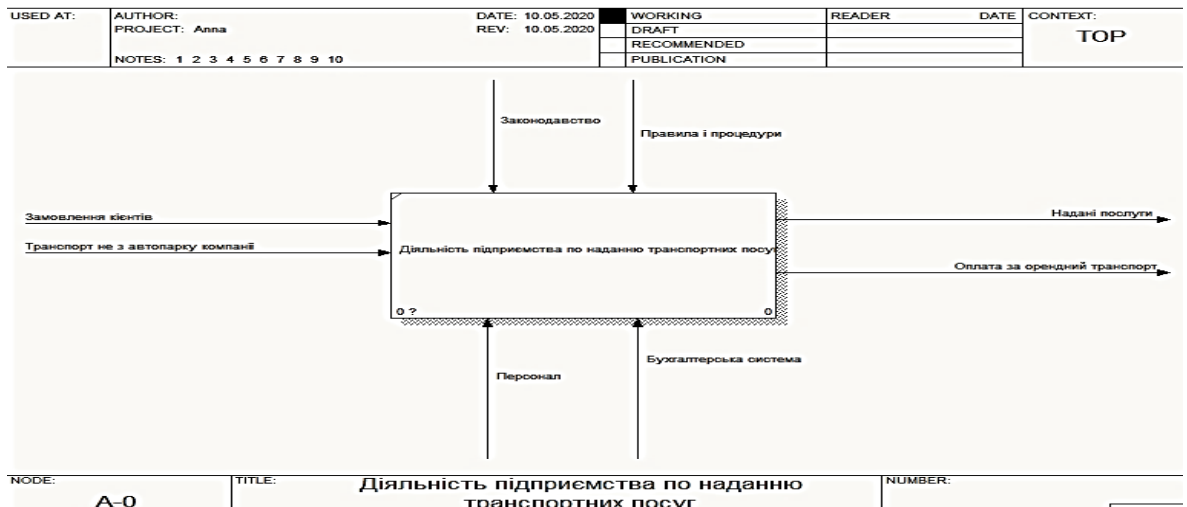 USED AT:
AUTHOR:
DATE: 10.05.2020
WORKING
READER
DATE
CONTEXT:
PROJECT: Anna
REV: 10.05.2020
DRAFT
TOP
RECOMMENDED
NOTES: 1 2 3 4 5 6 7 8 9 10
PUBLICATION
Законодавство
Правила і процедури
Замовлення кієнтів
Надані послуги
Транспорт не з автопарку компанії
Діяльність підприємства по наданню транспортних посуг
Оплата за орендний транспорт
0 ?
0
Бухгалтерська система
Персонал
NODE:
TITLE:
Діяльність підприємства по наданню
NUMBER:
A-0
транспортних посуг